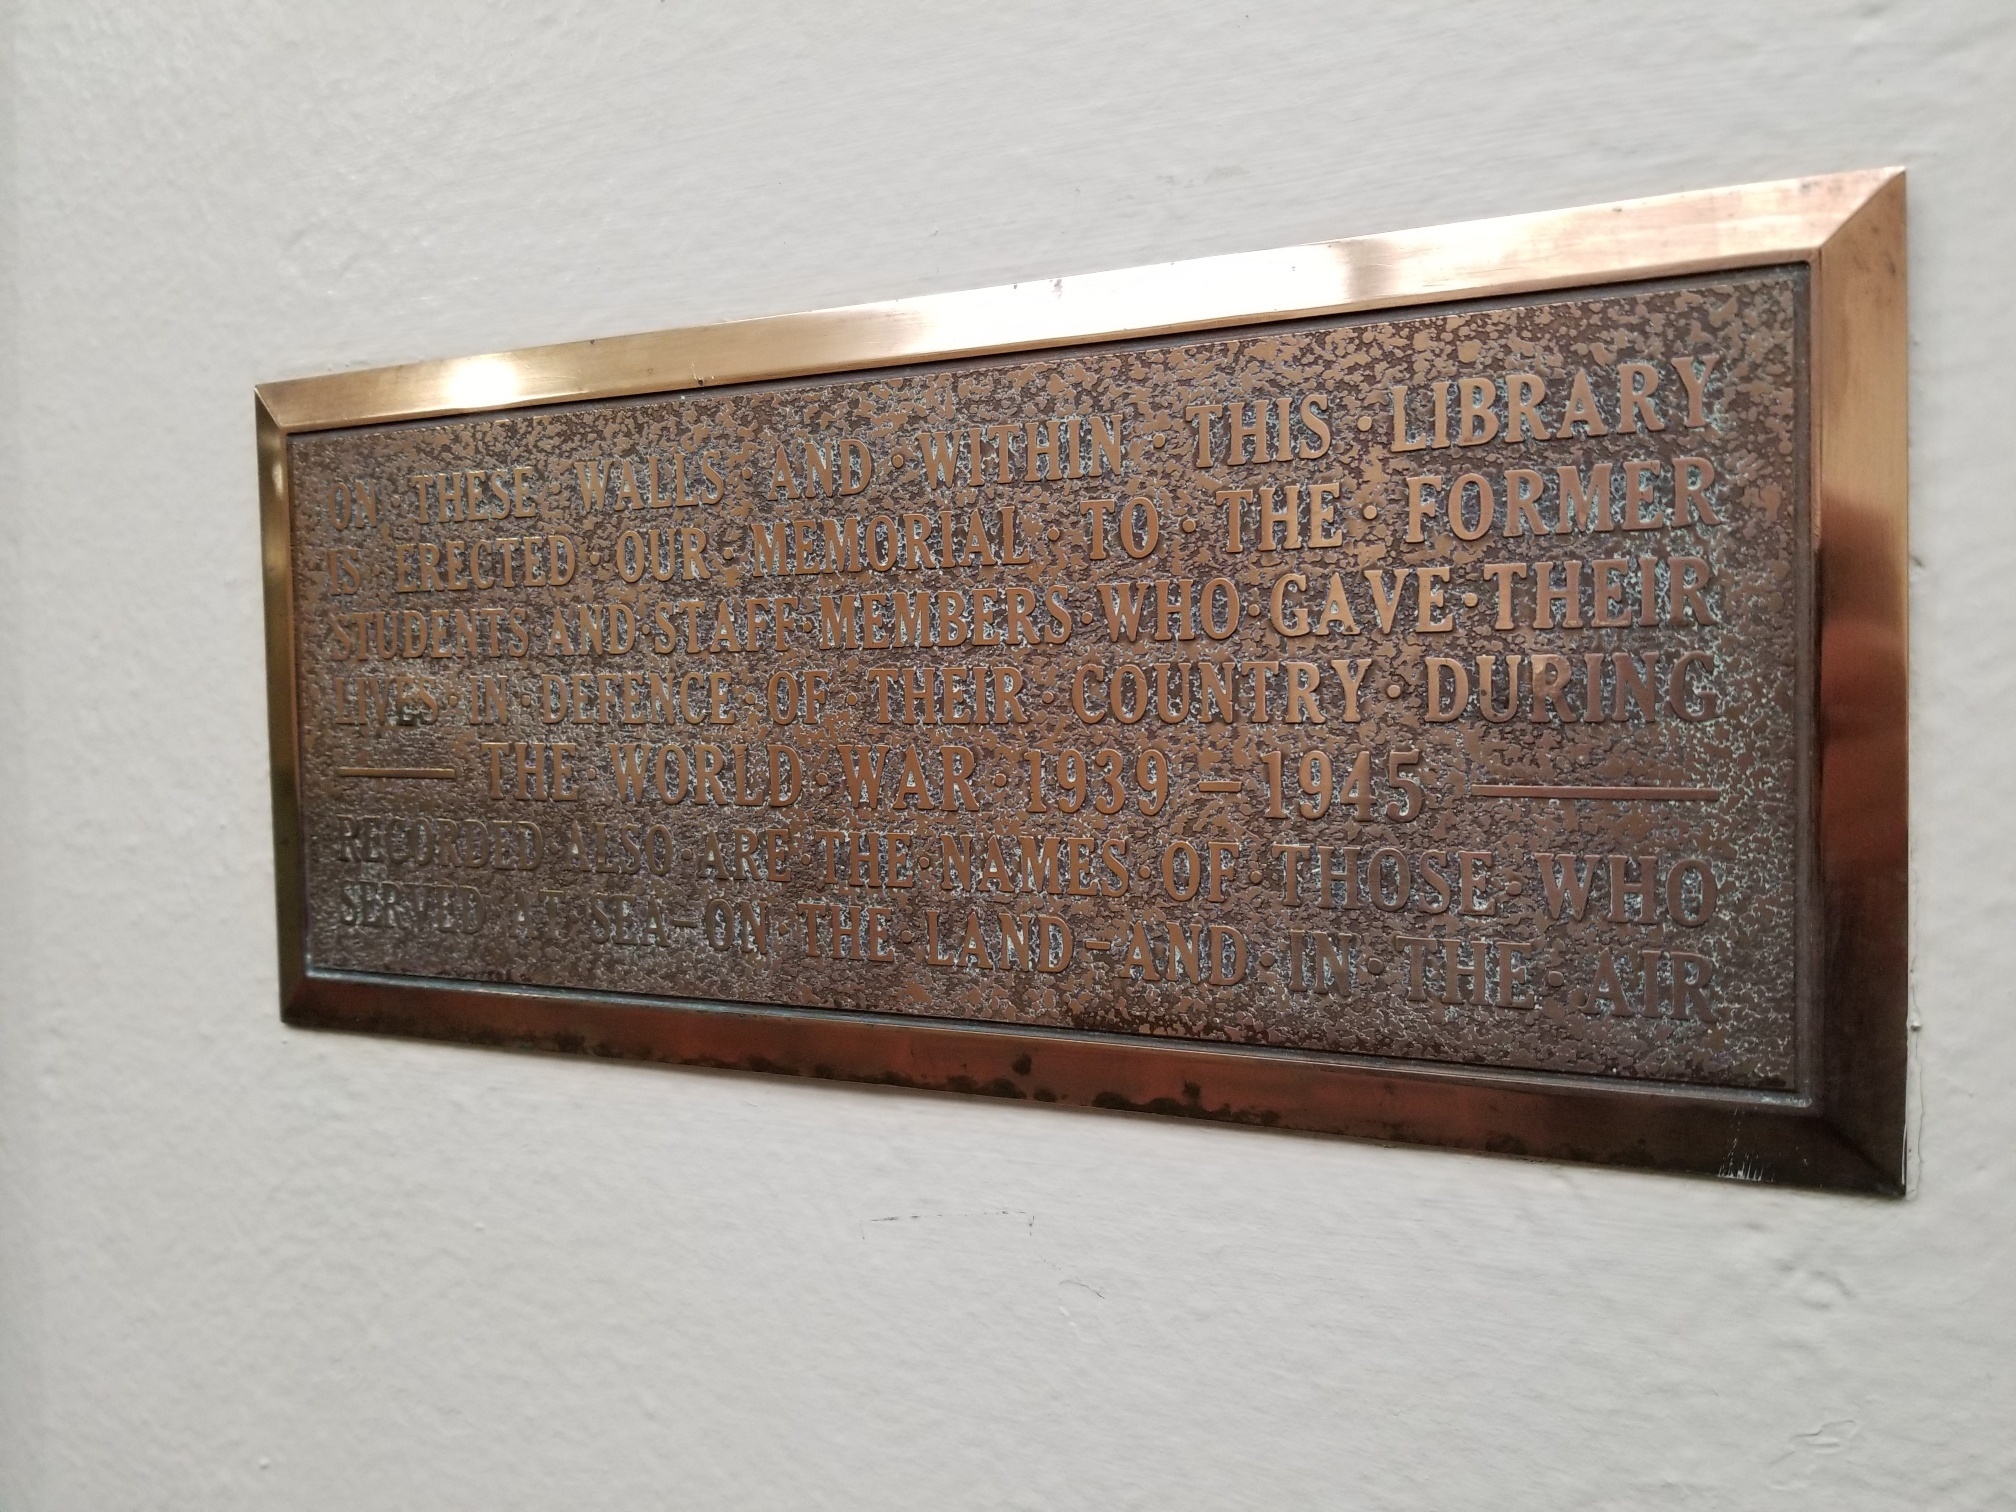 ON THESE WALLS · AND · WITHIN · THIS · LIBRARY
IS ERECTED · OUR · MEMORIAL · TO · THE · FORMER
STUDENTS · AND · STAFF · MEMBERS · WHO · GAVE · THEIR
LIVES · IN · DEFENCE · OF · THEIR · COUNTRY · DURING
— THE · WORLD · WAR · 1939 – 1945 —
RECORDED ALSO · ARE · THE · NAMES · OF · THOSE · WHO
SERVED AT · SEA – ON · THE · LAND – AND · IN · THE · AIR